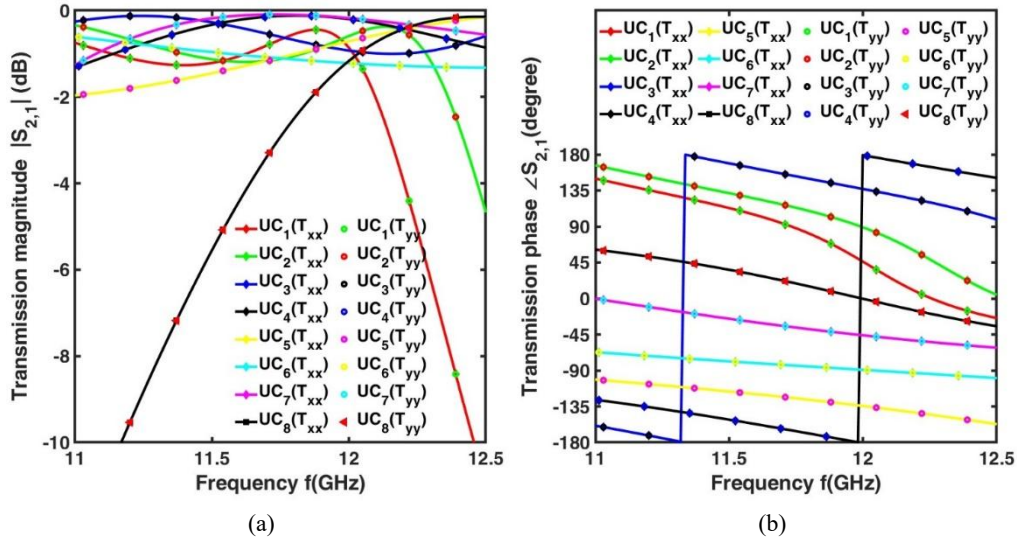 0
-2
-4
-6
-8
-10
Transmission magnitude |S2,1| (dB)
UC1(Txx) UC1(Tyy)
UC2(Txx) UC2(Tyy)
UC3(Txx) UC3(Tyy)
UC4(Txx) UC4(Tyy)
UC5(Txx) UC5(Tyy)
UC6(Txx) UC6(Tyy)
UC7(Txx) UC7(Tyy)
UC8(Txx) UC8(Tyy)
11 11.5 12 12.5
Frequency f(GHz)
(a)
UC1(Txx) UC5(Txx) UC1(Tyy) UC5(Tyy)
UC2(Txx) UC6(Txx) UC2(Tyy) UC6(Tyy)
UC3(Txx) UC7(Txx) UC3(Tyy) UC7(Tyy)
UC4(Txx) UC8(Txx) UC4(Tyy) UC8(Tyy)
180
135
90
45
0
-45
-90
-135
-180
Transmission phase ∠S2,1(degree)
11 11.5 12 12.5
Frequency f(GHz)
(b)